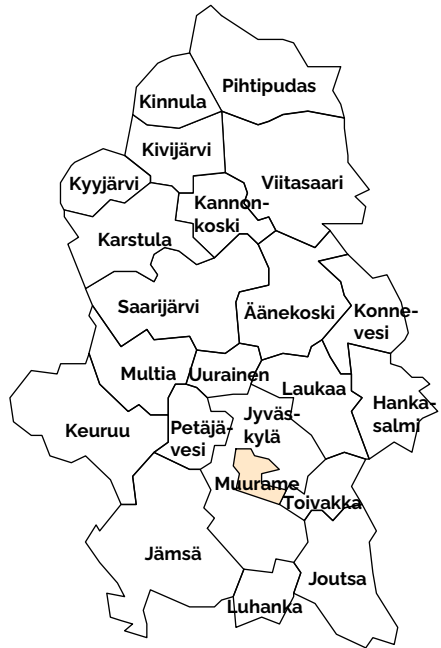 Pihtipudas
Kinnula
Kivijärvi
Kyyjärvi
Viitasaari
Kannon-
koski
Karstula
Saarijärvi
Äänekoski
Konne-
vesi
Multia
Uurainen
Laukaa
Hanka-
salmi
Keuruu
Petäjä-
vesi
Jyväs-
kylä
Muurame
Toivakka
Jämsä
Joutsa
Luhanka